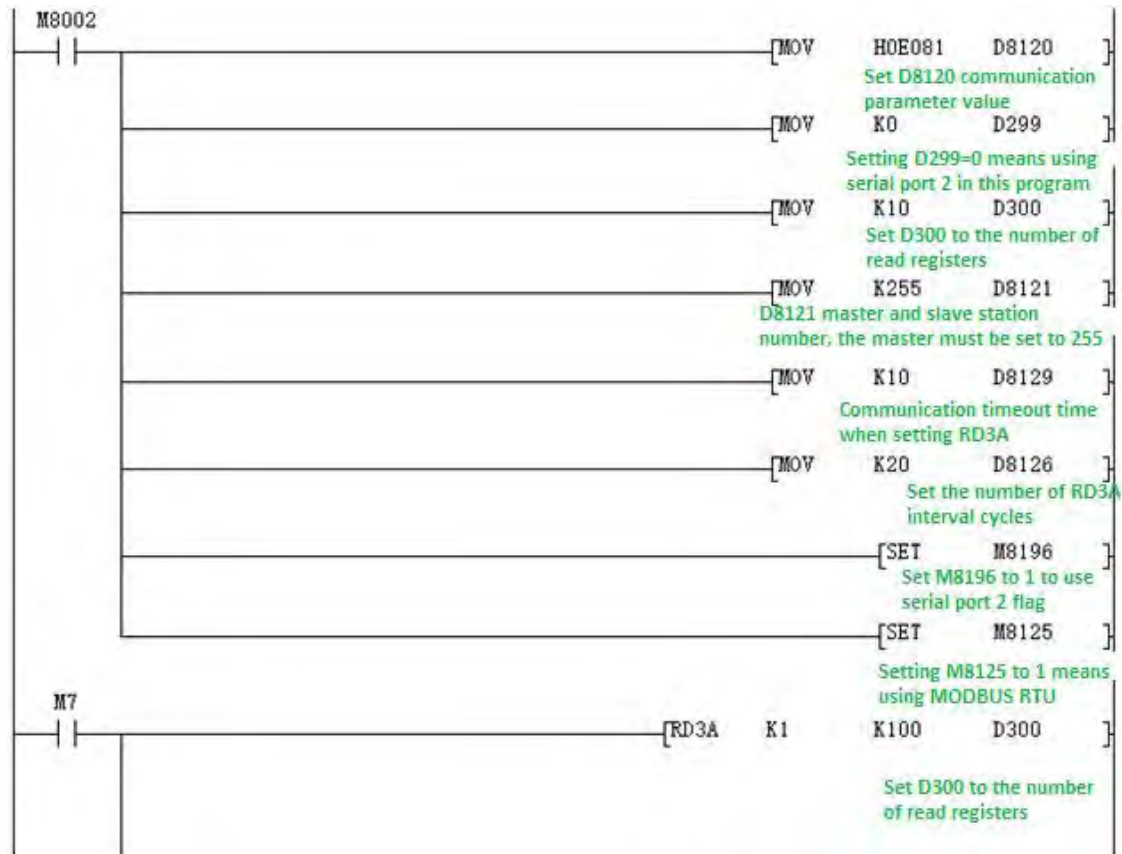 M8002
[MOV H0E081 D8120 ]
Set D8120 communication
parameter value
[MOV K0 D299 ]
Setting D299=0 means using
serial port 2 in this program
[MOV K10 D300 ]
Set D300 to the number of
read registers
[MOV K255 D8121 ]
D8121 master and slave station
number, the master must be set to 255
[MOV K10 D8129 ]
Communication timeout time
when setting RD3A
[MOV K20 D8126 ]
Set the number of RD3A
interval cycles
[SET M8196 ]
Set M8196 to 1 to use
serial port 2 flag
[SET M8125 ]
Setting M8125 to 1 means
using MODBUS RTU
M7
[RD3A K1 K100 D300 ]
Set D300 to the number
of read registers